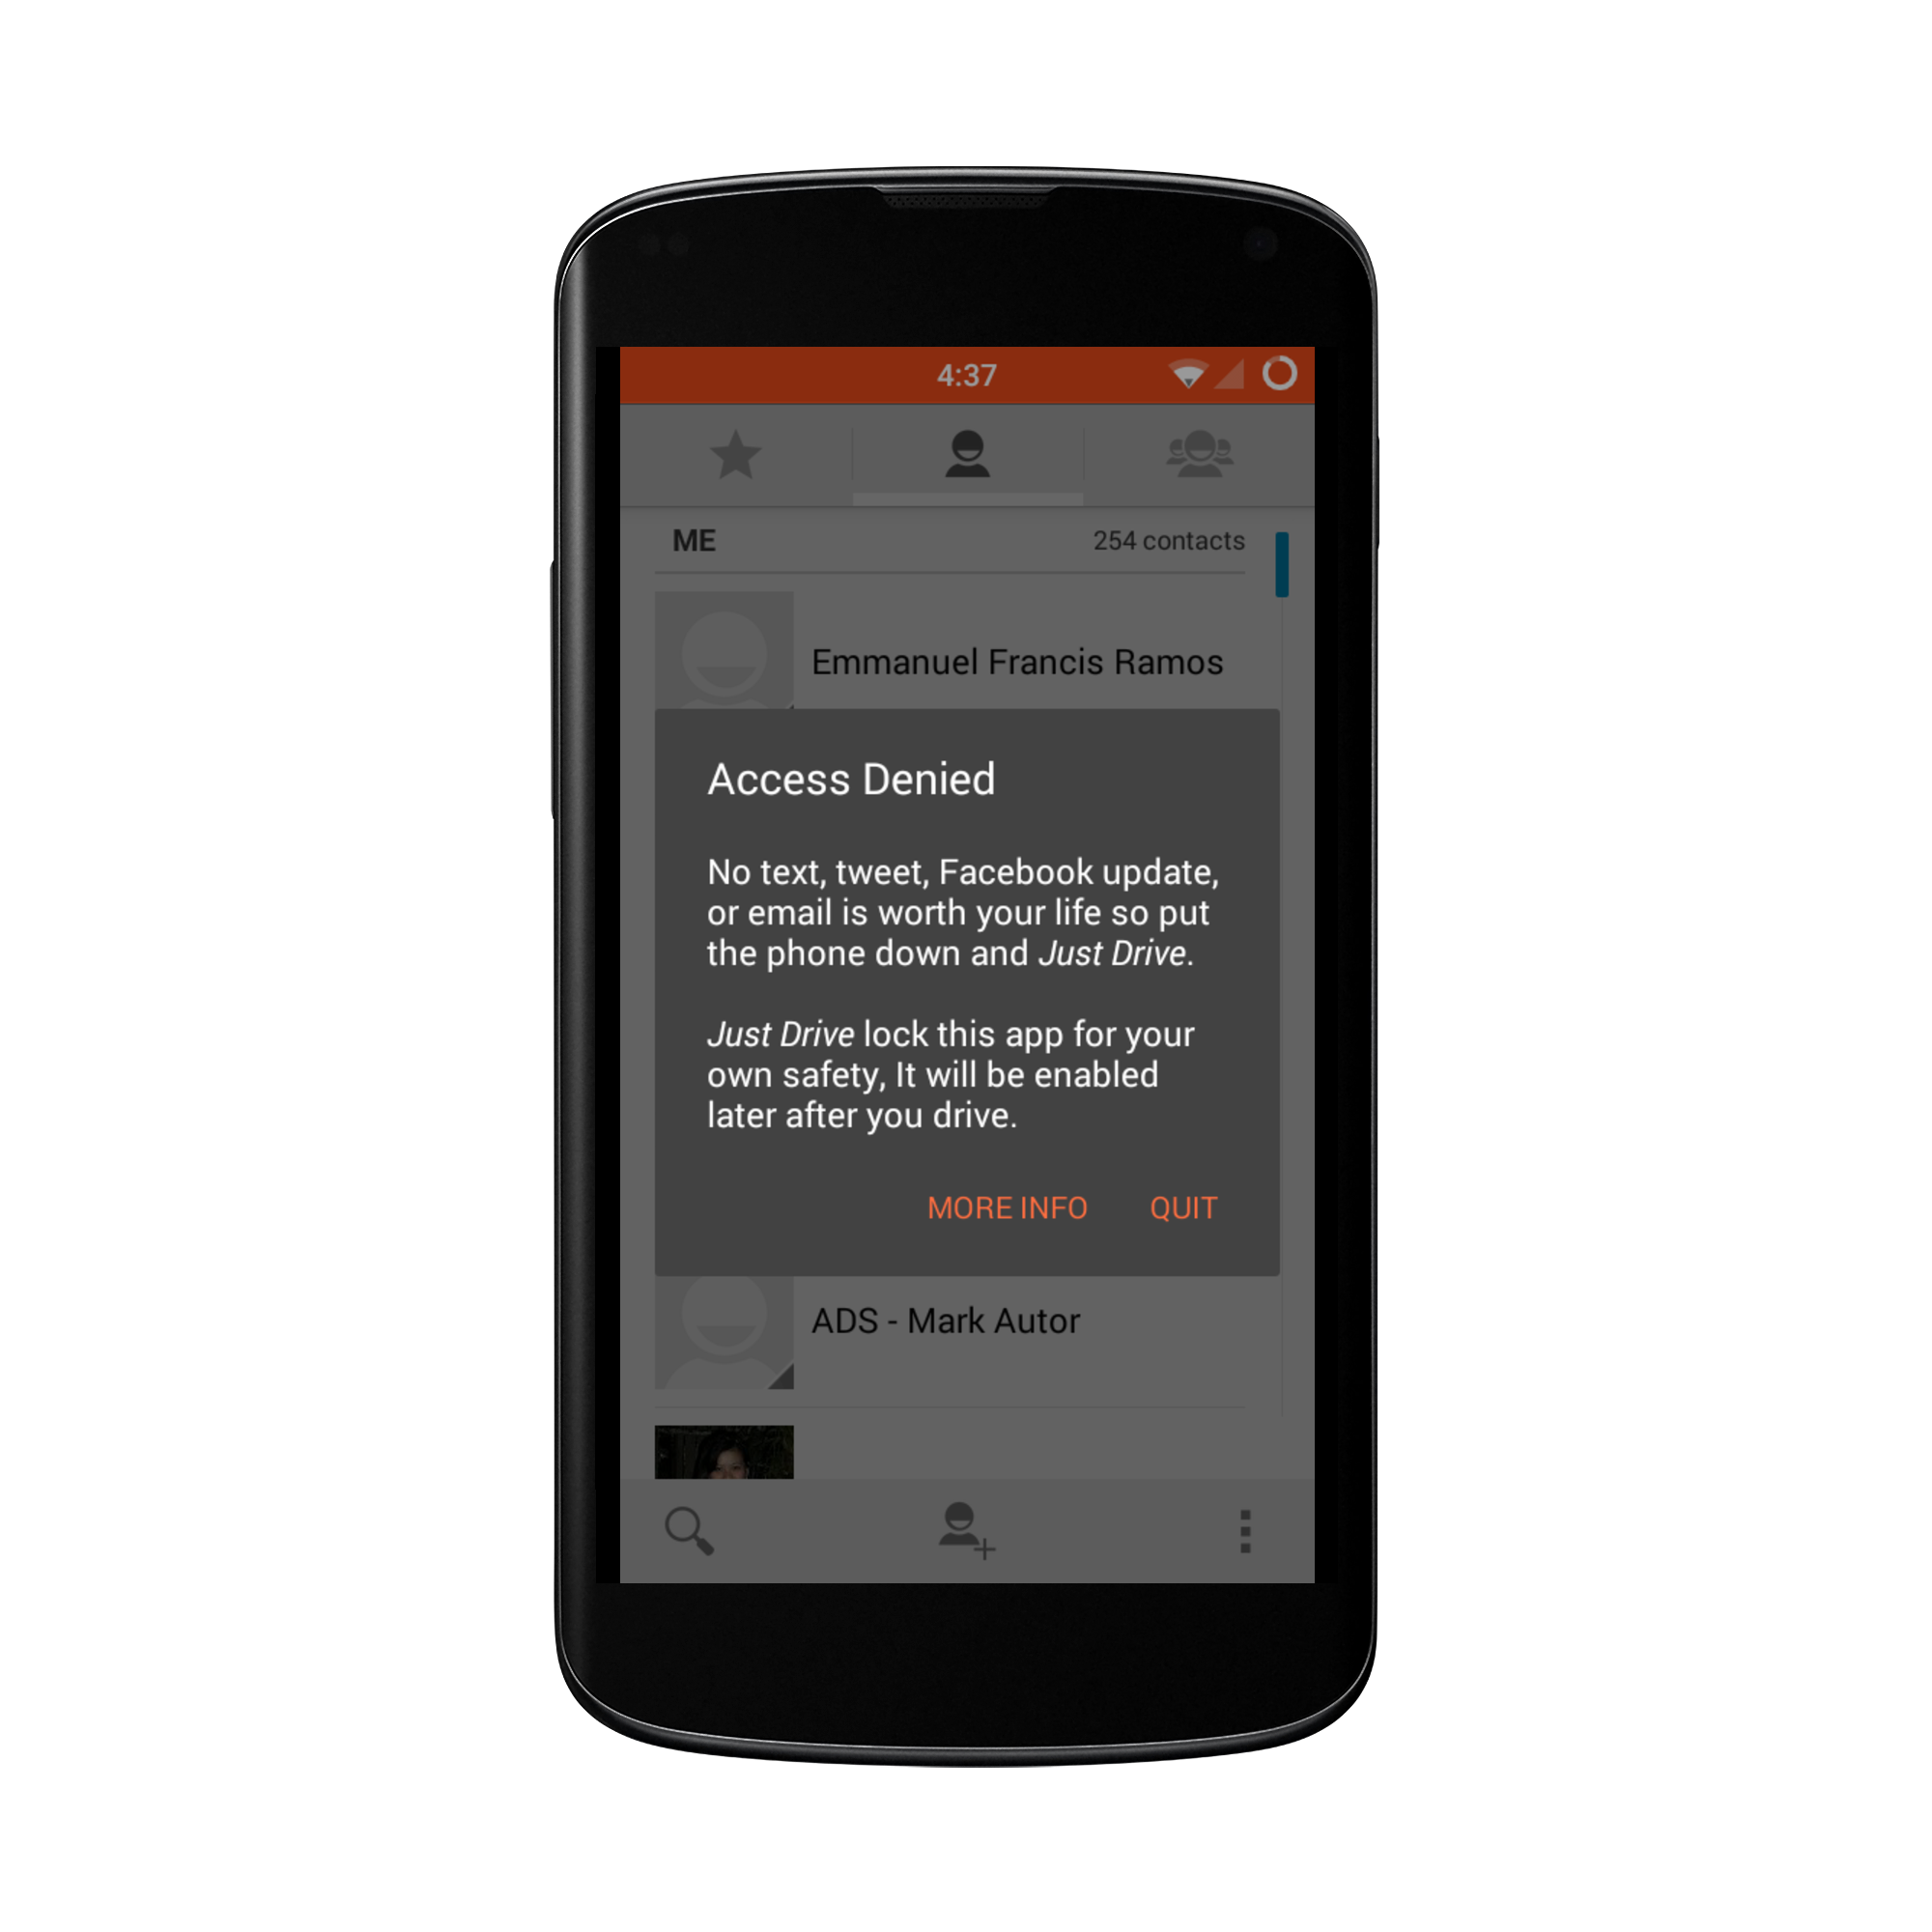 4:37
ME 254 contacts
Emmanuel Francis Ramos
Access Denied
No text, tweet, Facebook update,
or email is worth your life so put
the phone down and Just Drive.
Just Drive lock this app for your
own safety, It will be enabled
later after you drive.
MORE INFO QUIT
ADS - Mark Autor